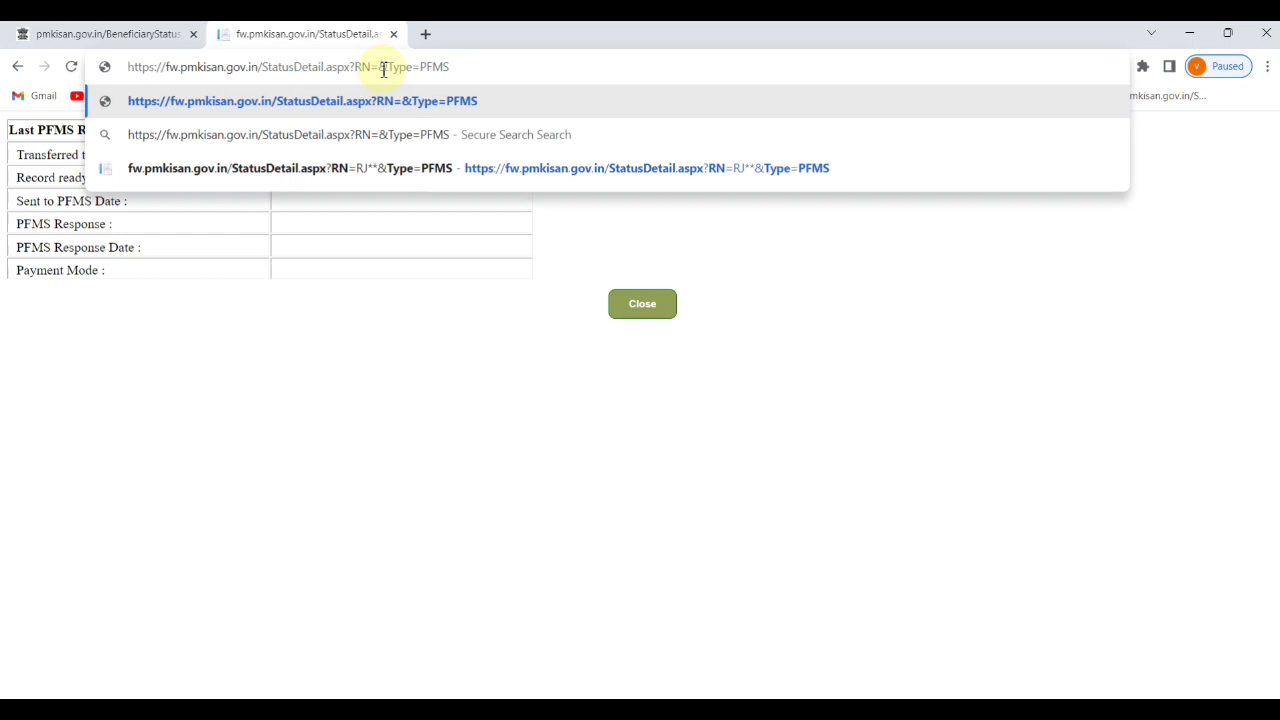 pmkisan.gov.in/BeneficiaryStatus
fw.pmkisan.gov.in/StatusDetail.as
https://fw.pmkisan.gov.in/StatusDetail.aspx?RN=&Type=PFMS
V Paused
Gmail
mkisan.gov.in/S...
https://fw.pmkisan.gov.in/StatusDetail.aspx?RN=&Type=PFMS
https://fw.pmkisan.gov.in/StatusDetail.aspx?RN=&Type=PFMS - Secure Search Search
fw.pmkisan.gov.in/StatusDetail.aspx?RN=RJ**&Type=PFMS - https://fw.pmkisan.gov.in/StatusDetail.aspx?RN=RJ**&Type=PFMS
Last PFMS R
Transferred t
Record ready
Sent to PFMS Date :
PFMS Response :
PFMS Response Date :
Payment Mode :
Close